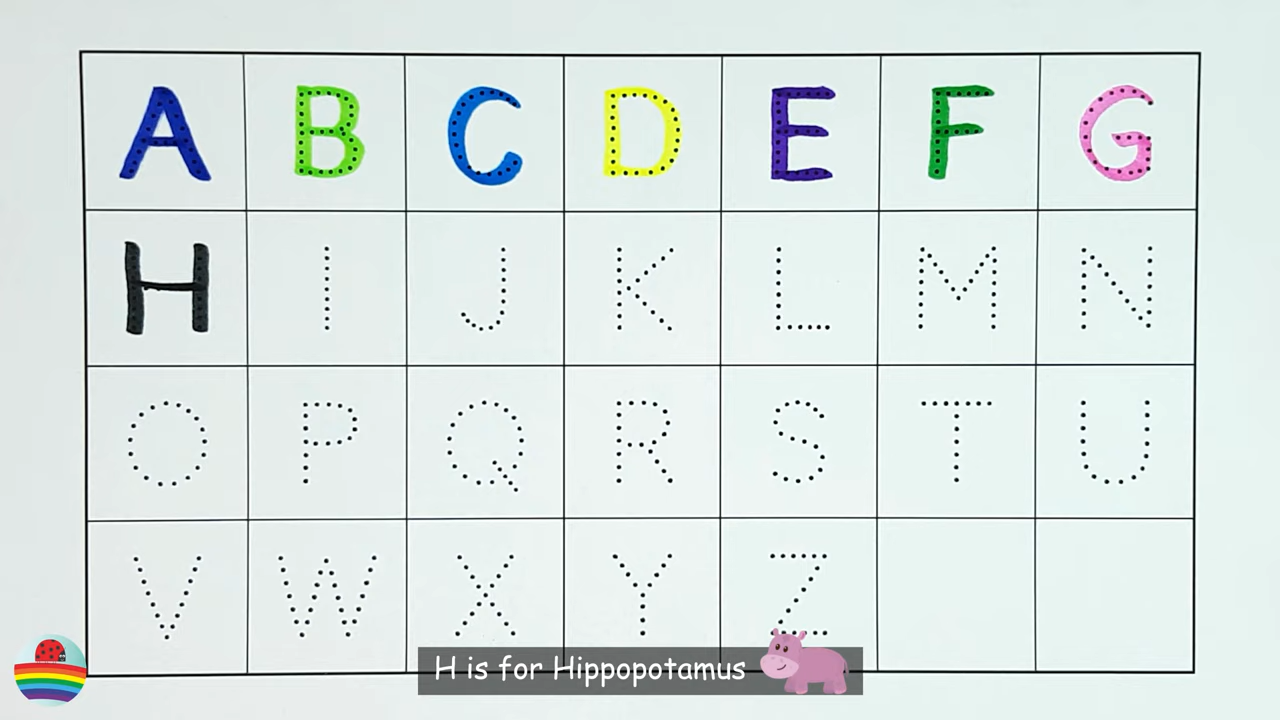 A B C D E F G
H I J K L M N
O P Q R S T U
V W X Y Z
H is for Hippopotamus